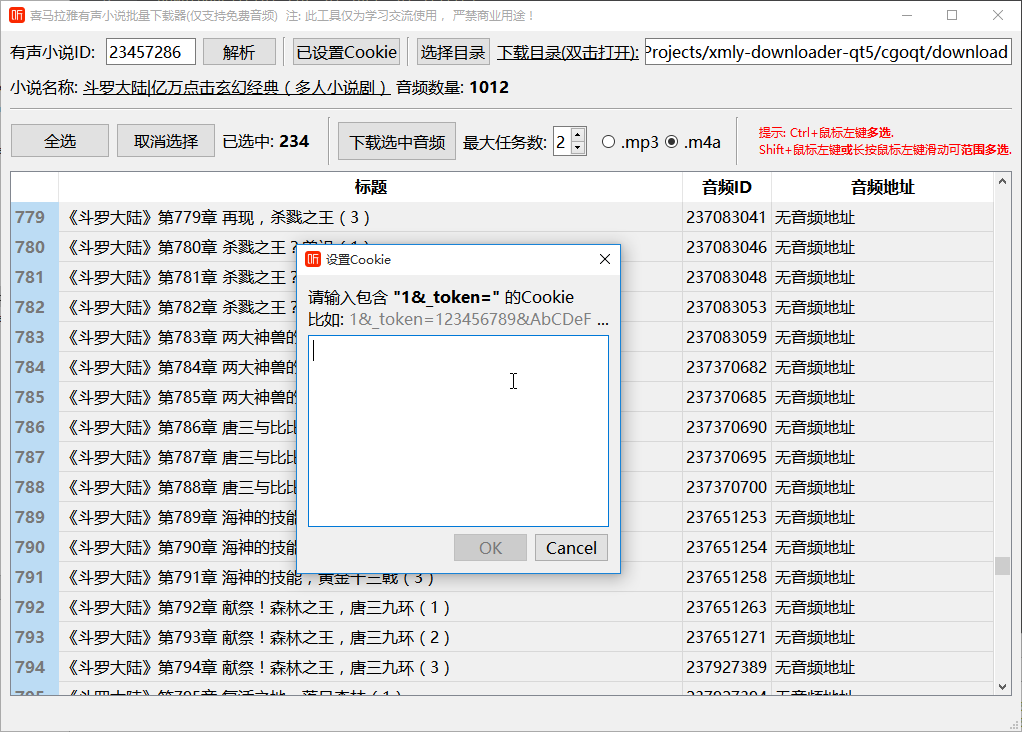 听 喜马拉雅有声小说批量下载器(仅支持免费音频) 注: 此工具仅为学习交流使用， 严禁商业用途！
有声小说ID: 23457286 解析 已设置Cookie 选择目录 下载目录(双击打开): Projects/xmly-downloader-qt5/cgoqt/download
小说名称: 斗罗大陆|亿万点击玄幻经典（多人小说剧） 音频数量: 1012
全选 取消选择 已选中: 234 下载选中音频 最大任务数: 2 .mp3 .m4a
提示: Ctrl+鼠标左键多选.
Shift+鼠标左键或长按鼠标左键滑动可范围多选.
标题 音频ID 音频地址
779 《斗罗大陆》第779章 再现，杀戮之王（3） 237083041 无音频地址
780 《斗罗大陆》第780章 杀戮之王？ 237083046 无音频地址
781 《斗罗大陆》第781章 杀戮之王？ 237083048 无音频地址
782 《斗罗大陆》第782章 杀戮之王？ 237083053 无音频地址
783 《斗罗大陆》第783章 两大神兽的 237083059 无音频地址
784 《斗罗大陆》第784章 两大神兽的 237370682 无音频地址
785 《斗罗大陆》第785章 两大神兽的 237370685 无音频地址
786 《斗罗大陆》第786章 唐三与比比 237370690 无音频地址
787 《斗罗大陆》第787章 唐三与比比 237370695 无音频地址
788 《斗罗大陆》第788章 唐三与比比 237370700 无音频地址
789 《斗罗大陆》第789章 海神的技能 237651253 无音频地址
790 《斗罗大陆》第790章 海神的技能 237651254 无音频地址
791 《斗罗大陆》第791章 海神的技能，黄金十三戟（3） 237651258 无音频地址
792 《斗罗大陆》第792章 献祭！森林之王，唐三九环（1） 237651263 无音频地址
793 《斗罗大陆》第793章 献祭！森林之王，唐三九环（2） 237651271 无音频地址
794 《斗罗大陆》第794章 献祭！森林之王，唐三九环（3） 237927389 无音频地址
听 设置Cookie
请输入包含 "1&_token=" 的Cookie
比如: 1&_token=123456789&AbCDeF ...
OK Cancel